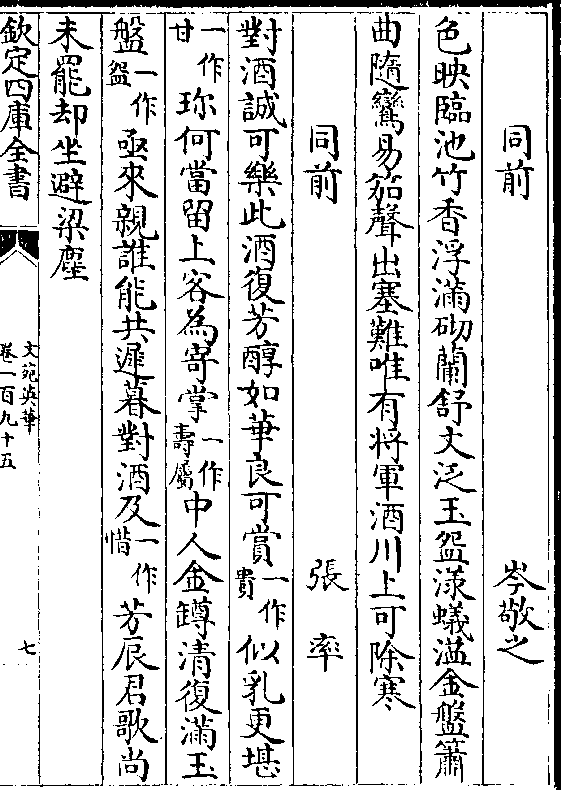 同前 岑敬之
色映臨池竹香浮滿砌蘭舒文泛玉盌漾蟻溢金盤簫
曲隨鸞易笳聲出塞難唯有將軍酒川上可除寒
同前 張率
對酒誠可樂此酒復芳醇如華良可賞一作貴似乳更堪
一作甘珎何當留上客為寄掌一作壽屬中人金罇清復滿玉
盤一作盌亟來親誰能共遲暮對酒及一作惜芳辰君歌尚
未罷却坐避梁塵
欽定四庫全書
文苑英華
卷一百九十五
七